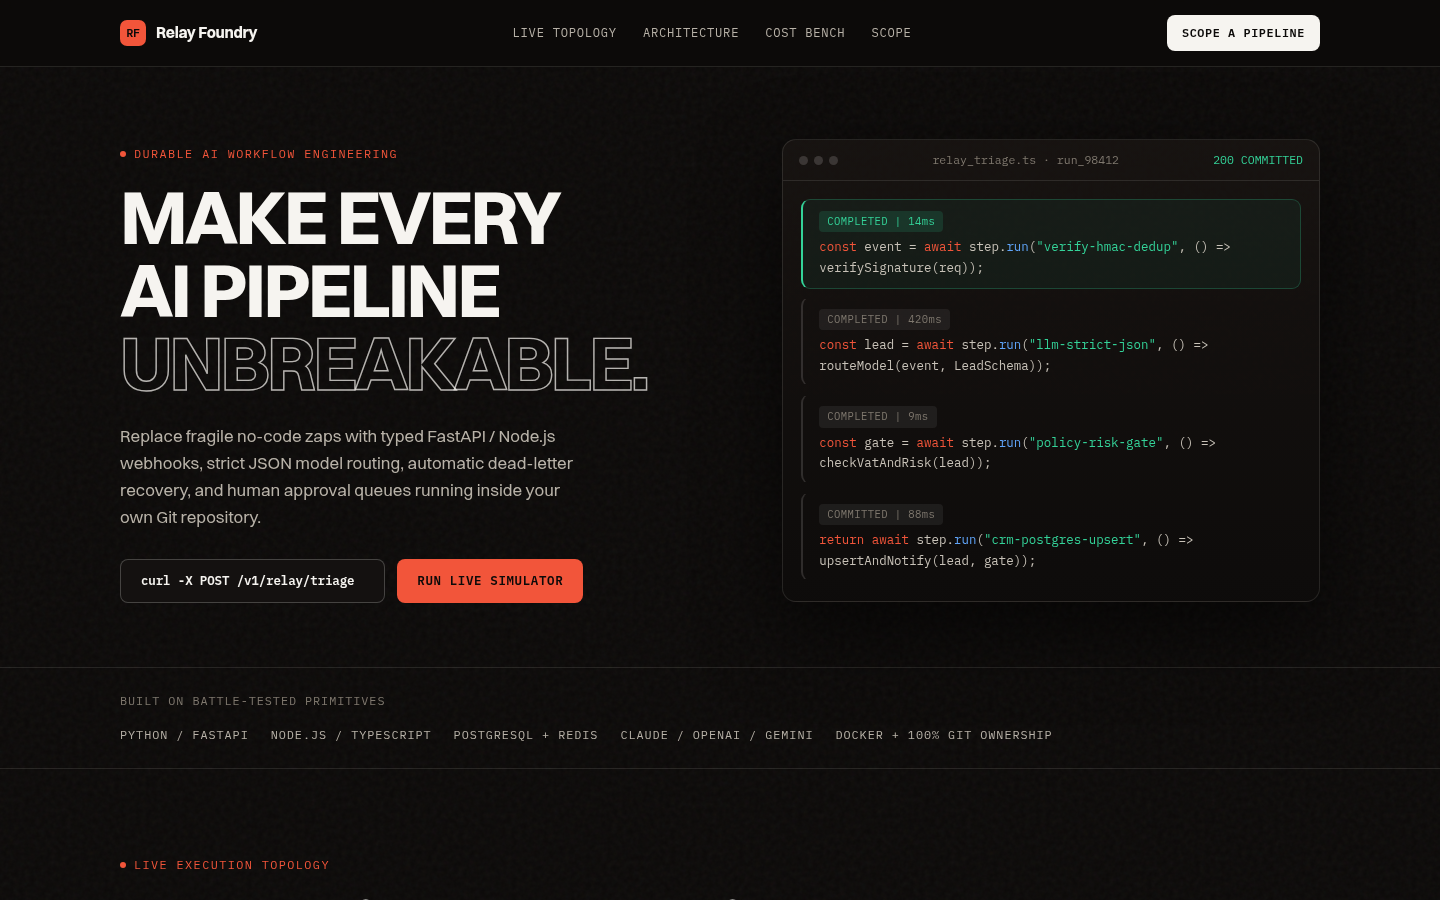 RF Relay Foundry
LIVE TOPOLOGY ARCHITECTURE COST BENCH SCOPE
SCOPE A PIPELINE
DURABLE AI WORKFLOW ENGINEERING
MAKE EVERY
AI PIPELINE
UNBREAKABLE.
Replace fragile no-code zaps with typed FastAPI / Node.js
webhooks, strict JSON model routing, automatic dead-letter
recovery, and human approval queues running inside your
own Git repository.
curl -X POST /v1/relay/triage
RUN LIVE SIMULATOR
relay_triage.ts · run_98412
200 COMMITTED
COMPLETED | 14ms
const event = await step.run("verify-hmac-dedup", () =>
verifySignature(req));
COMPLETED | 420ms
const lead = await step.run("llm-strict-json", () =>
routeModel(event, LeadSchema));
COMPLETED | 9ms
const gate = await step.run("policy-risk-gate", () =>
checkVatAndRisk(lead));
COMMITTED | 88ms
return await step.run("crm-postgres-upsert", () =>
upsertAndNotify(lead, gate));
BUILT ON BATTLE-TESTED PRIMITIVES
PYTHON / FASTAPI NODE.JS / TYPESCRIPT POSTGRESQL + REDIS CLAUDE / OPENAI / GEMINI DOCKER + 100% GIT OWNERSHIP
LIVE EXECUTION TOPOLOGY